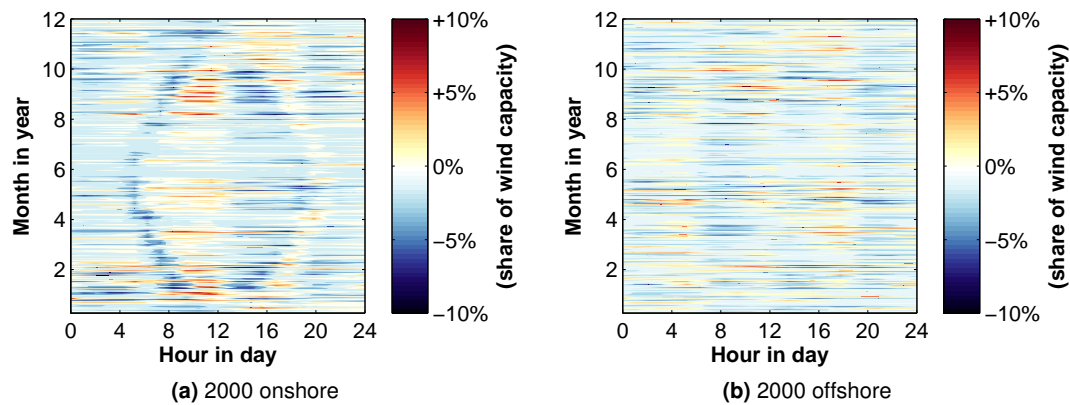 12
10
8
6
4
2
0 4 8 12 16 20 24
Month in year
Hour in day
+10%
+5%
0%
−5%
−10%
(share of wind capacity)
(a) 2000 onshore
12
10
8
6
4
2
0 4 8 12 16 20 24
Month in year
Hour in day
+10%
+5%
0%
−5%
−10%
(share of wind capacity)
(b) 2000 offshore